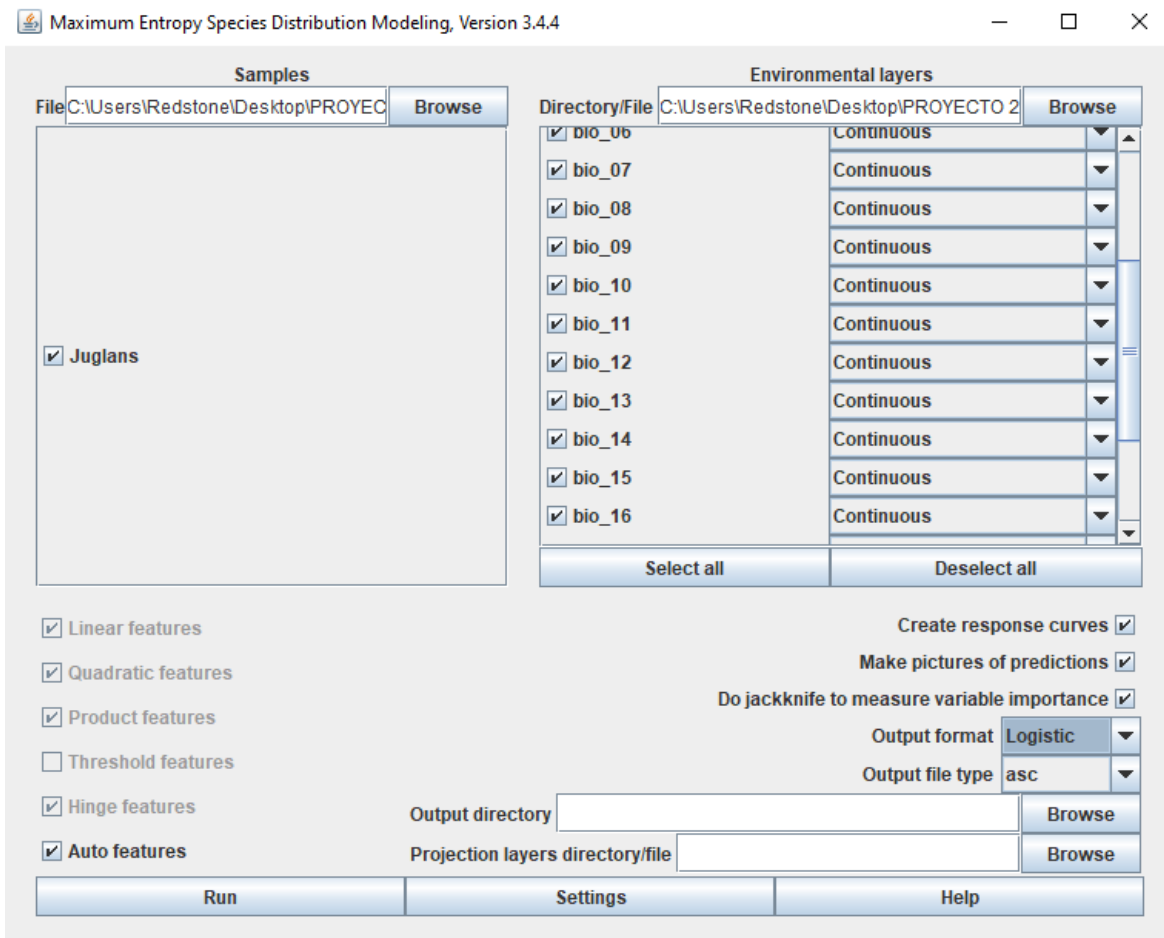 Maximum Entropy Species Distribution Modeling, Version 3.4.4
Samples
File C:\Users\Redstone\Desktop\PROYEC Browse
Juglans
Environmental layers
Directory/File C:\Users\Redstone\Desktop\PROYECTO 2 Browse
bio_06 Continuous
bio_07 Continuous
bio_08 Continuous
bio_09 Continuous
bio_10 Continuous
bio_11 Continuous
bio_12 Continuous
bio_13 Continuous
bio_14 Continuous
bio_15 Continuous
bio_16 Continuous
Select all Deselect all
Linear features
Quadratic features
Product features
Threshold features
Hinge features
Auto features
Create response curves
Make pictures of predictions
Do jackknife to measure variable importance
Output format Logistic
Output file type asc
Output directory Browse
Projection layers directory/file Browse
Run Settings Help